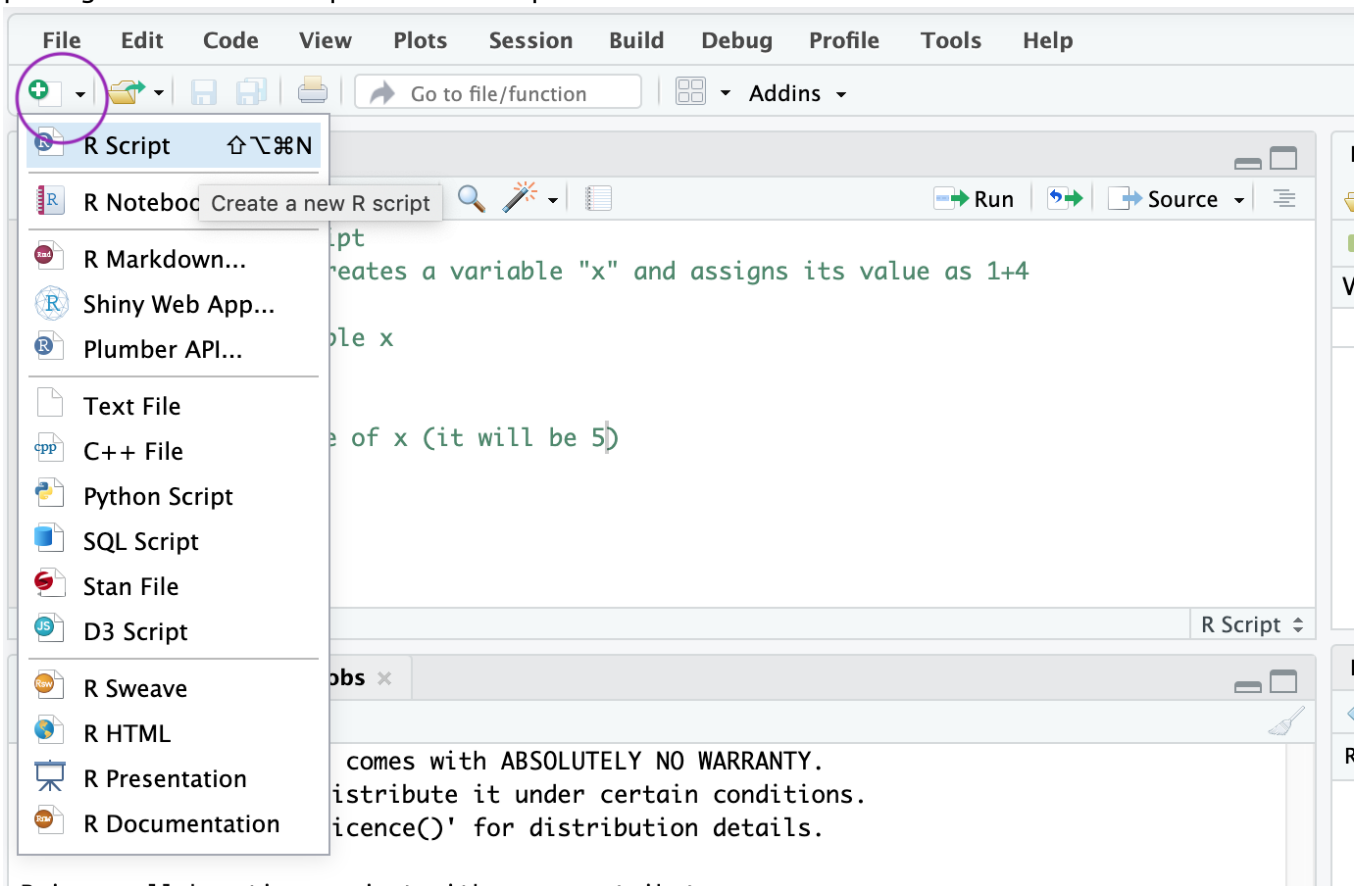 File Edit Code View Plots Session Build Debug Profile Tools Help
Go to file/function Addins
R Script ⇧⌥⌘N
R Noteboo Create a new R script Run Source
ipt
reates a variable "x" and assigns its value as 1+4
R Markdown...
Shiny Web App...
ble x
Plumber API...
Text File
e of x (it will be 5)
C++ File
Python Script
SQL Script
Stan File
D3 Script
R Script
obs
R Sweave
R HTML
comes with ABSOLUTELY NO WARRANTY.
R Presentation
istribute it under certain conditions.
R Documentation
icence()' for distribution details.